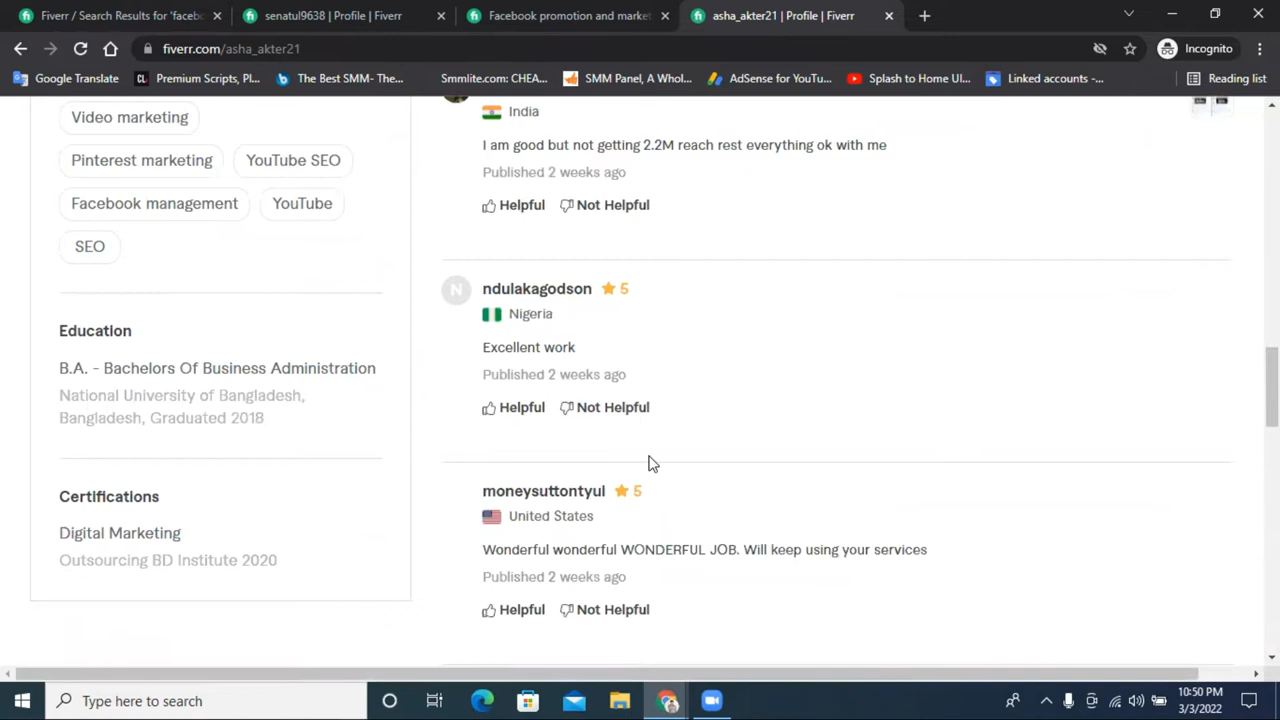 Fiverr / Search Results for 'faceb
senatul9638 | Profile | Fiverr
Facebook promotion and market
asha_akter21 | Profile | Fiverr
fiverr.com/asha_akter21
Incognito
Google Translate
Premium Scripts, Pl...
The Best SMM- The...
Smmlite.com: CHEA...
SMM Panel, A Whol...
AdSense for YouTu...
Splash to Home UI...
Linked accounts -...
Reading list
Video marketing
Pinterest marketing
YouTube SEO
Facebook management
YouTube
SEO
Education
B.A. - Bachelors Of Business Administration
National University of Bangladesh,
Bangladesh, Graduated 2018
Certifications
Digital Marketing
Outsourcing BD Institute 2020
India
I am good but not getting 2.2M reach rest everything ok with me
Published 2 weeks ago
Helpful
Not Helpful
N
ndulakagodson
5
Nigeria
Excellent work
Published 2 weeks ago
Helpful
Not Helpful
moneysuttontyul
5
United States
Wonderful wonderful WONDERFUL JOB. Will keep using your services
Published 2 weeks ago
Helpful
Not Helpful
Type here to search
10:50 PM
3/3/2022